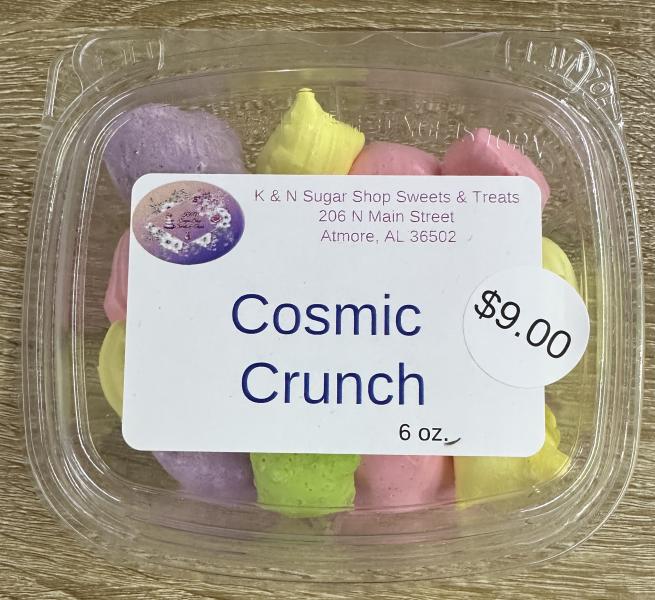 K & N Sugar Shop Sweets & Treats
206 N Main Street
Atmore, AL 36502
Cosmic
Crunch
$9.00
6 oz.